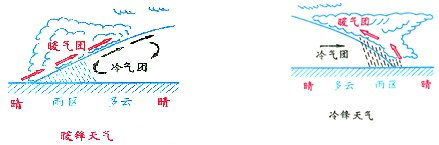 暖气团
冷气团
晴 雨区 多云 晴
暖锋天气
暖气团
冷气团
晴 多云 雨区 晴
冷锋天气